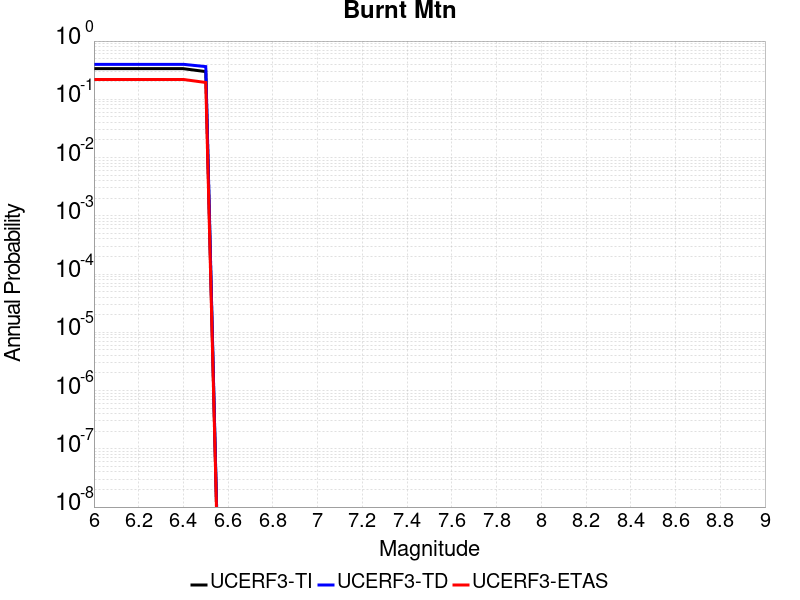 Burnt Mtn
Annual Probability
10^0
10^-1
10^-2
10^-3
10^-4
10^-5
10^-6
10^-7
10^-8
6 6.2 6.4 6.6 6.8 7 7.2 7.4 7.6 7.8 8 8.2 8.4 8.6 8.8 9
Magnitude
UCERF3-TI UCERF3-TD UCERF3-ETAS